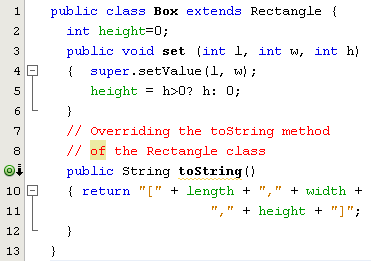 1 public class Box extends Rectangle {
2 int height=0;
3 public void set (int l, int w, int h)
4 { super.setValue(l, w);
5 height = h>0? h: 0;
6 }
7 // Overriding the toString method
8 // of the Rectangle class
public String toString()
10 { return "[" + length + "," + width +
11 "," + height + "]";
12 }
13 }